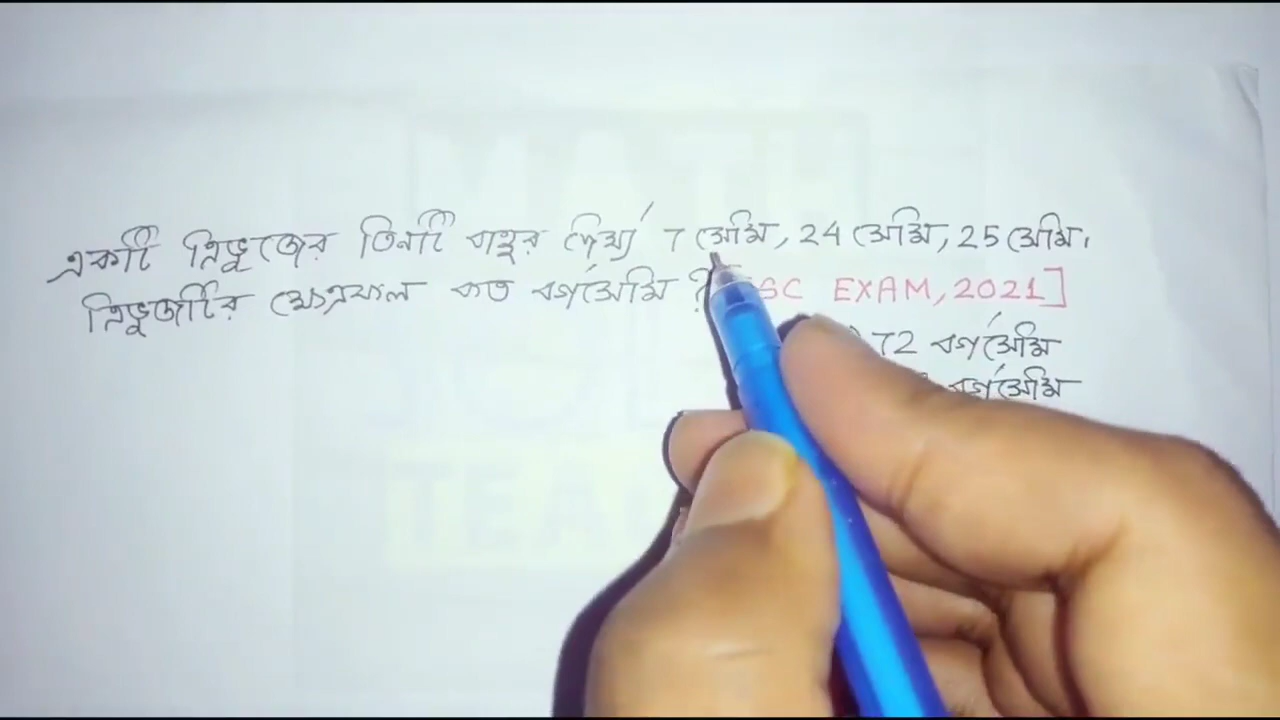 একটি ত্রিভুজের তিনটি বাহুর দৈর্ঘ্য 7 সেমি, 24 সেমি, 25 সেমি।
ত্রিভুজটির ক্ষেত্রফল কত বর্গসেমি ? SC EXAM, 2021]
72 বর্গসেমি
বর্গসেমি